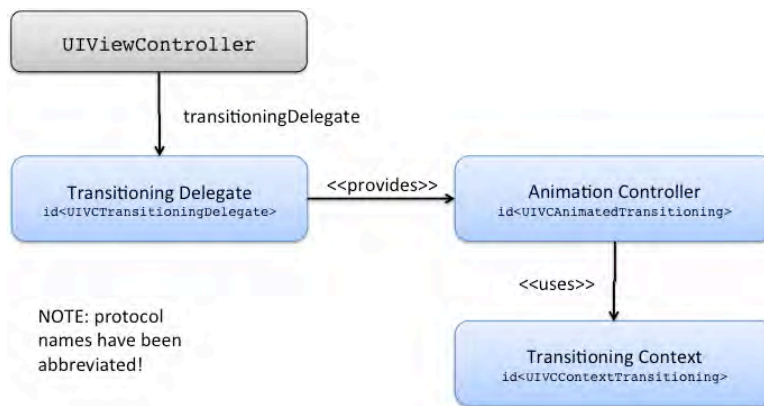 UIViewController
transitioningDelegate
Transitioning Delegate
id<UIVCTransitioningDelegate>
<<provides>>
Animation Controller
id<UIVCAnimatedTransitioning>
<<uses>>
NOTE: protocol
names have been
abbreviated!
Transitioning Context
id<UIVCContextTransitioning>